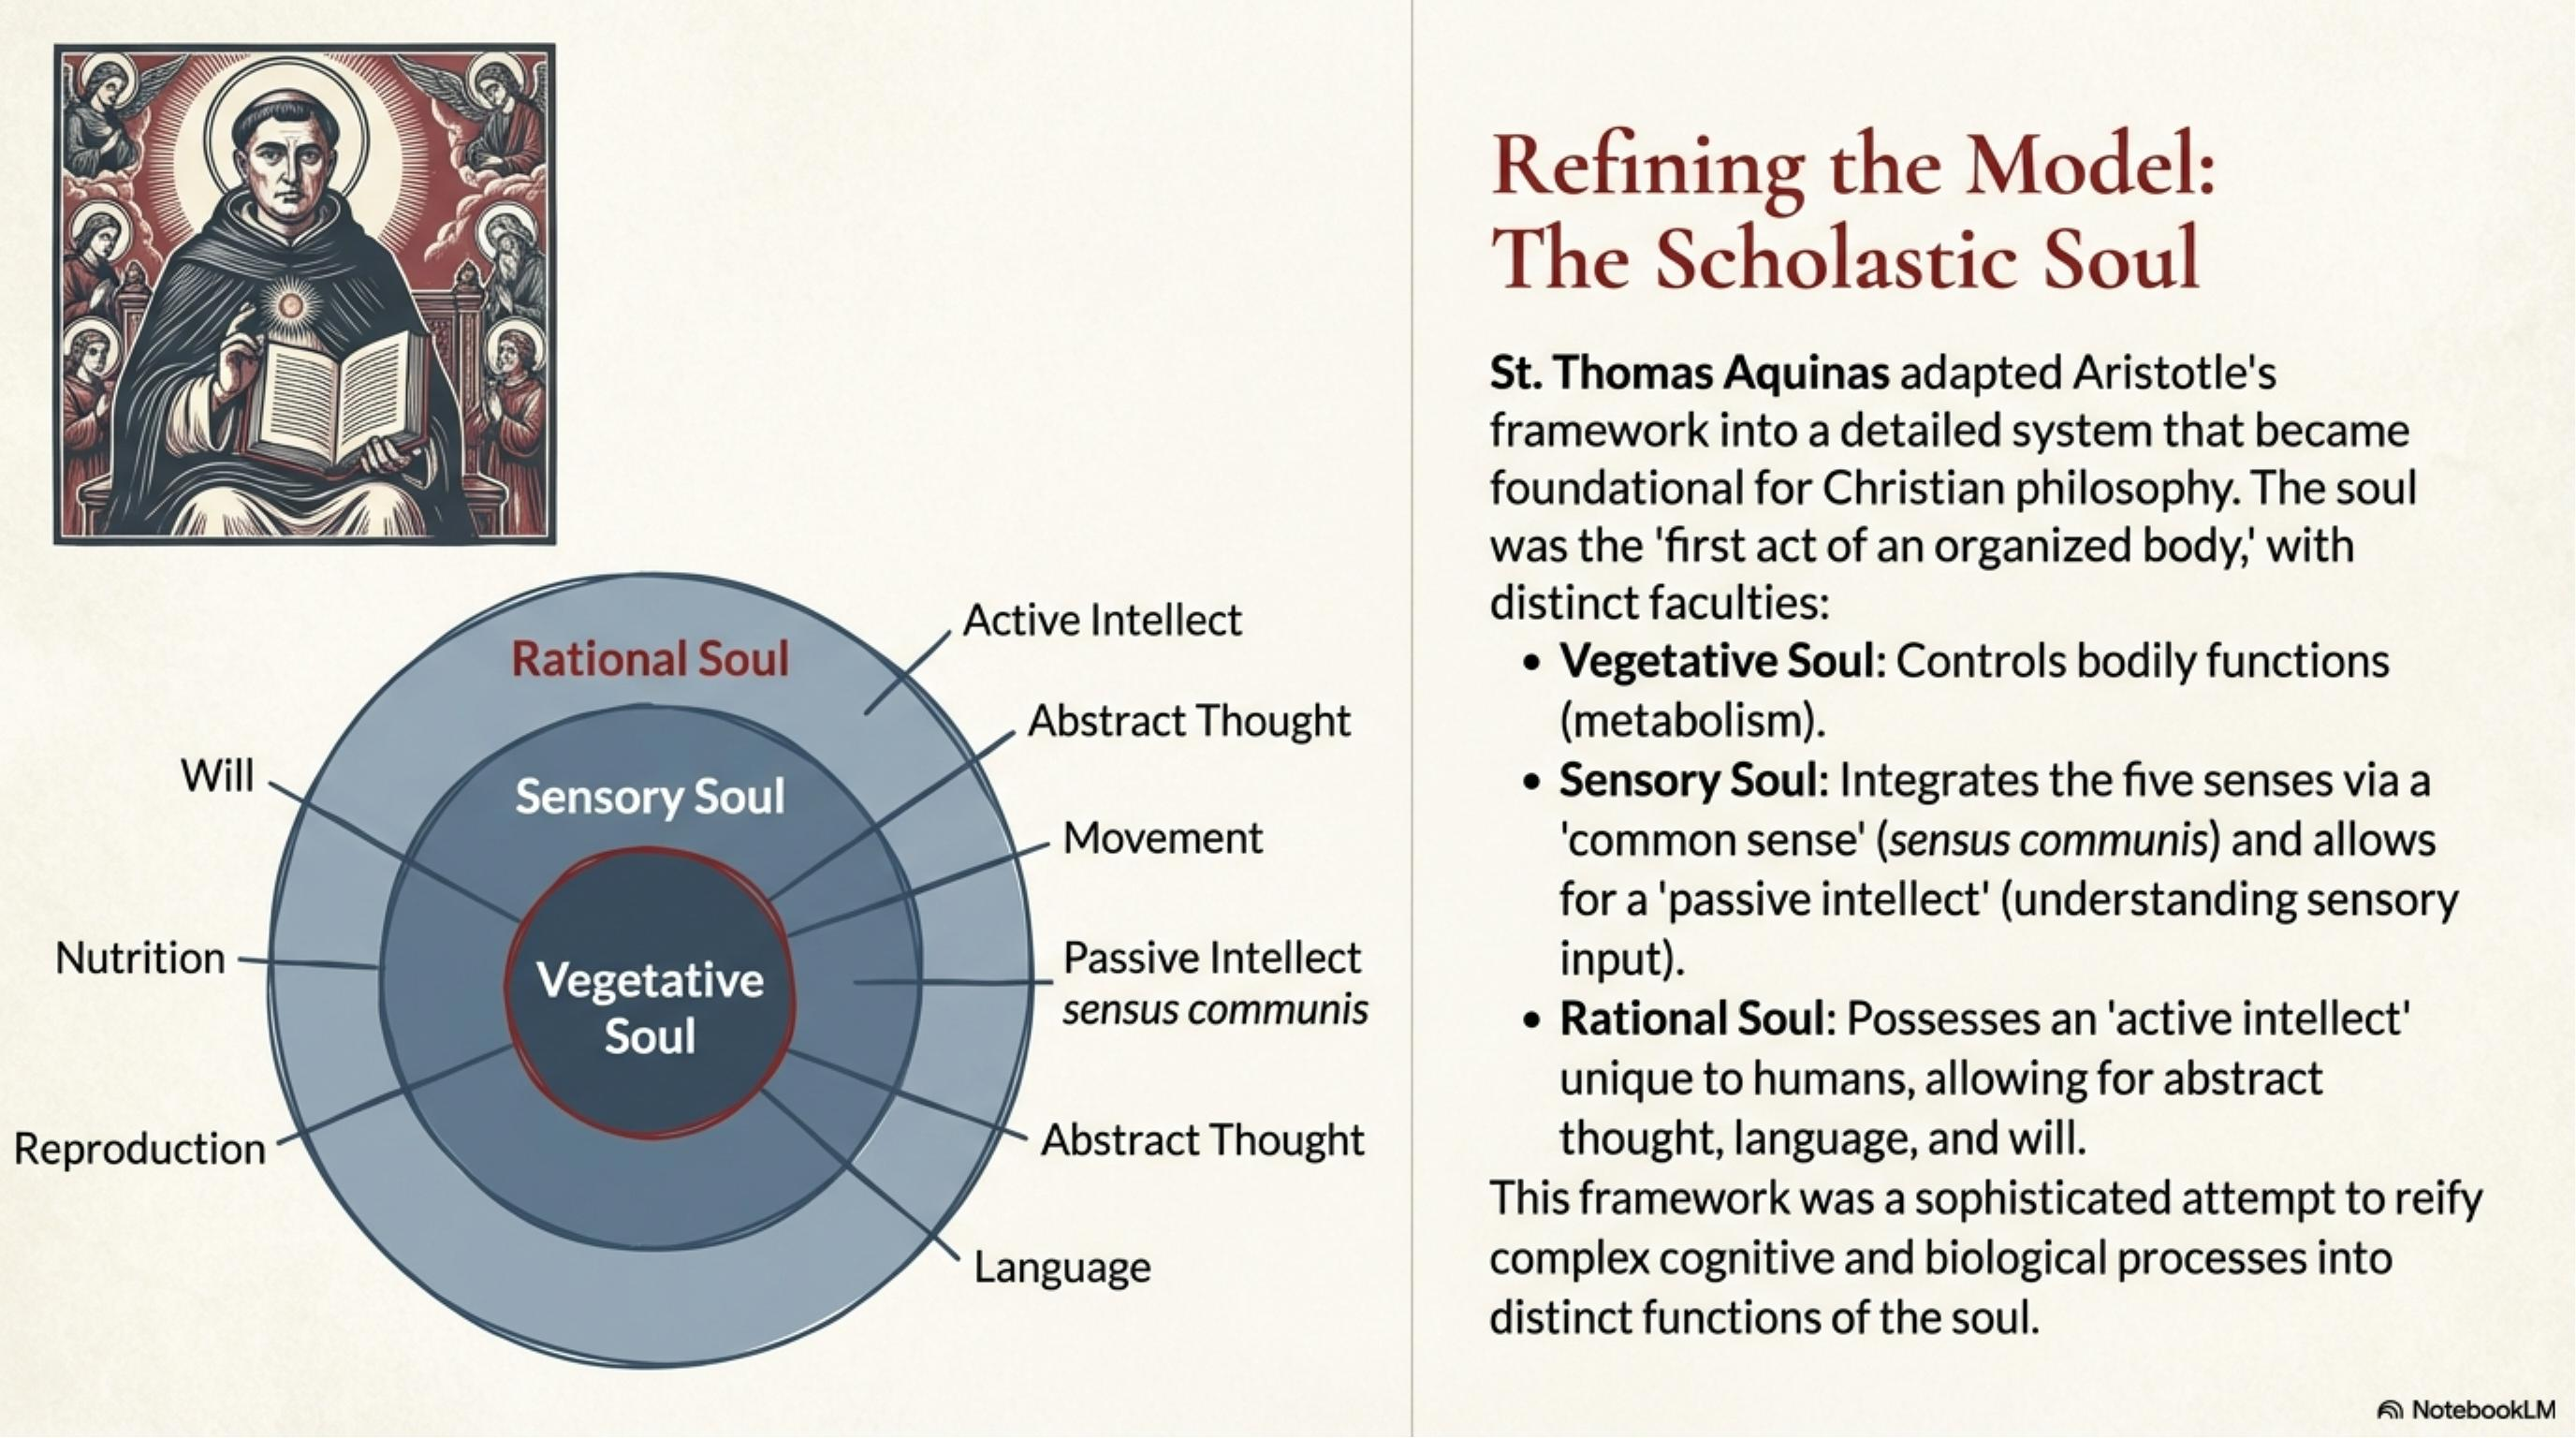 Rational Soul
Sensory Soul
Vegetative
Soul
Will
Nutrition
Reproduction
Active Intellect
Abstract Thought
Movement
Passive Intellect
sensus communis
Abstract Thought
Language
Refining the Model:
The Scholastic Soul
St. Thomas Aquinas adapted Aristotle's
framework into a detailed system that became
foundational for Christian philosophy. The soul
was the 'first act of an organized body,' with
distinct faculties:
• Vegetative Soul: Controls bodily functions
(metabolism).
• Sensory Soul: Integrates the five senses via a
'common sense' (sensus communis) and allows
for a 'passive intellect' (understanding sensory
input).
• Rational Soul: Possesses an 'active intellect'
unique to humans, allowing for abstract
thought, language, and will.
This framework was a sophisticated attempt to reify
complex cognitive and biological processes into
distinct functions of the soul.
NotebookLM